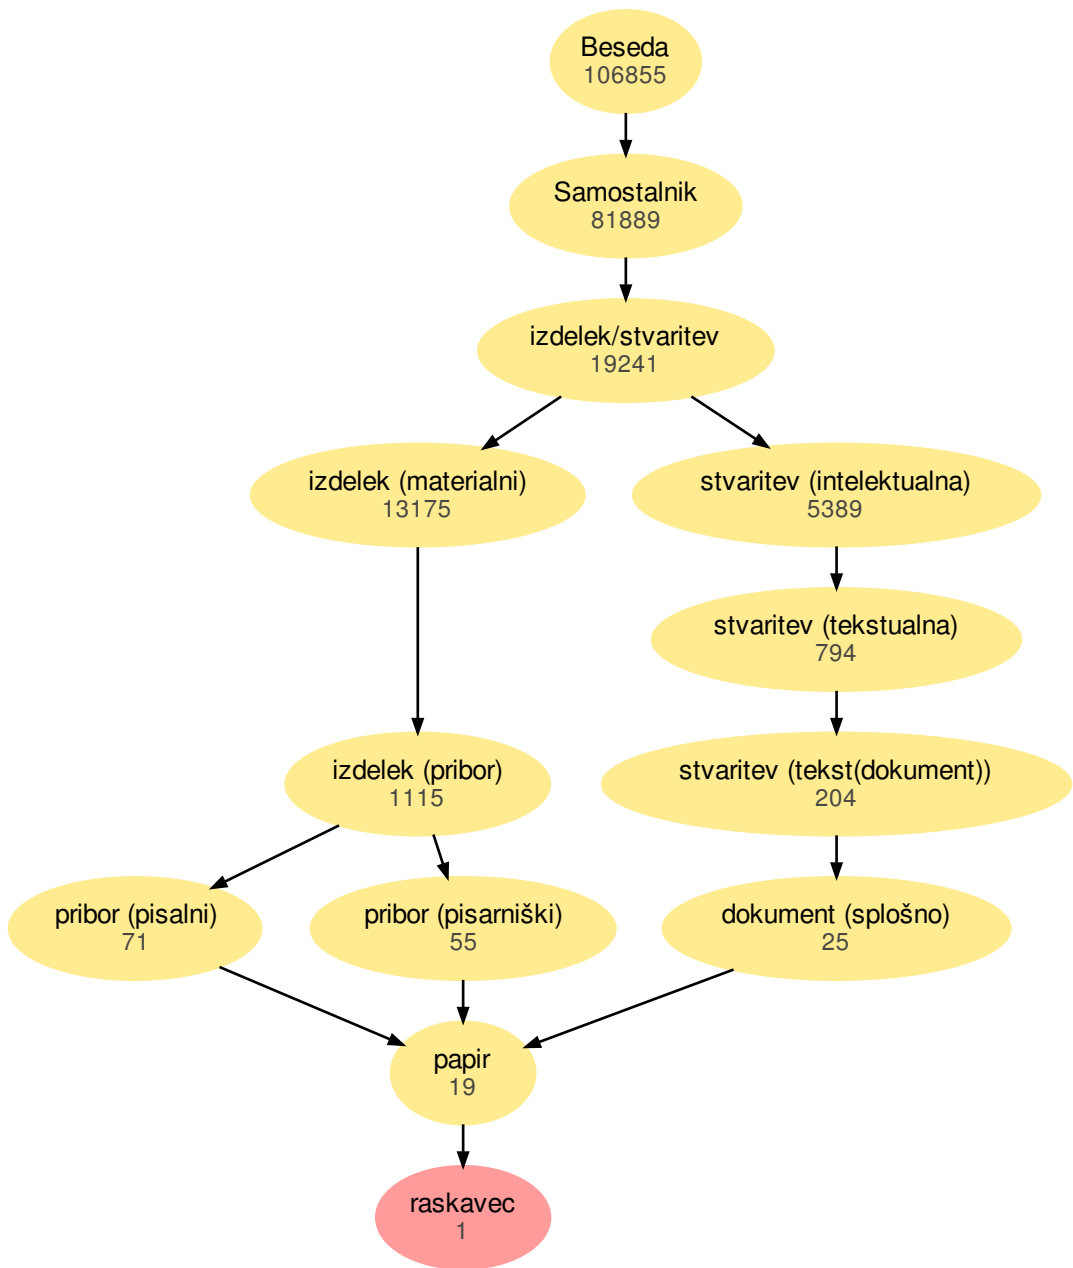 Beseda
106855
Samostalnik
81889
izdelek/stvaritev
19241
izdelek (materialni)
13175
stvaritev (intelektualna)
5389
stvaritev (tekstualna)
794
izdelek (pribor)
1115
stvaritev (tekst(dokument))
204
pribor (pisalni)
71
pribor (pisarniški)
55
dokument (splošno)
25
papir
19
raskavec
1